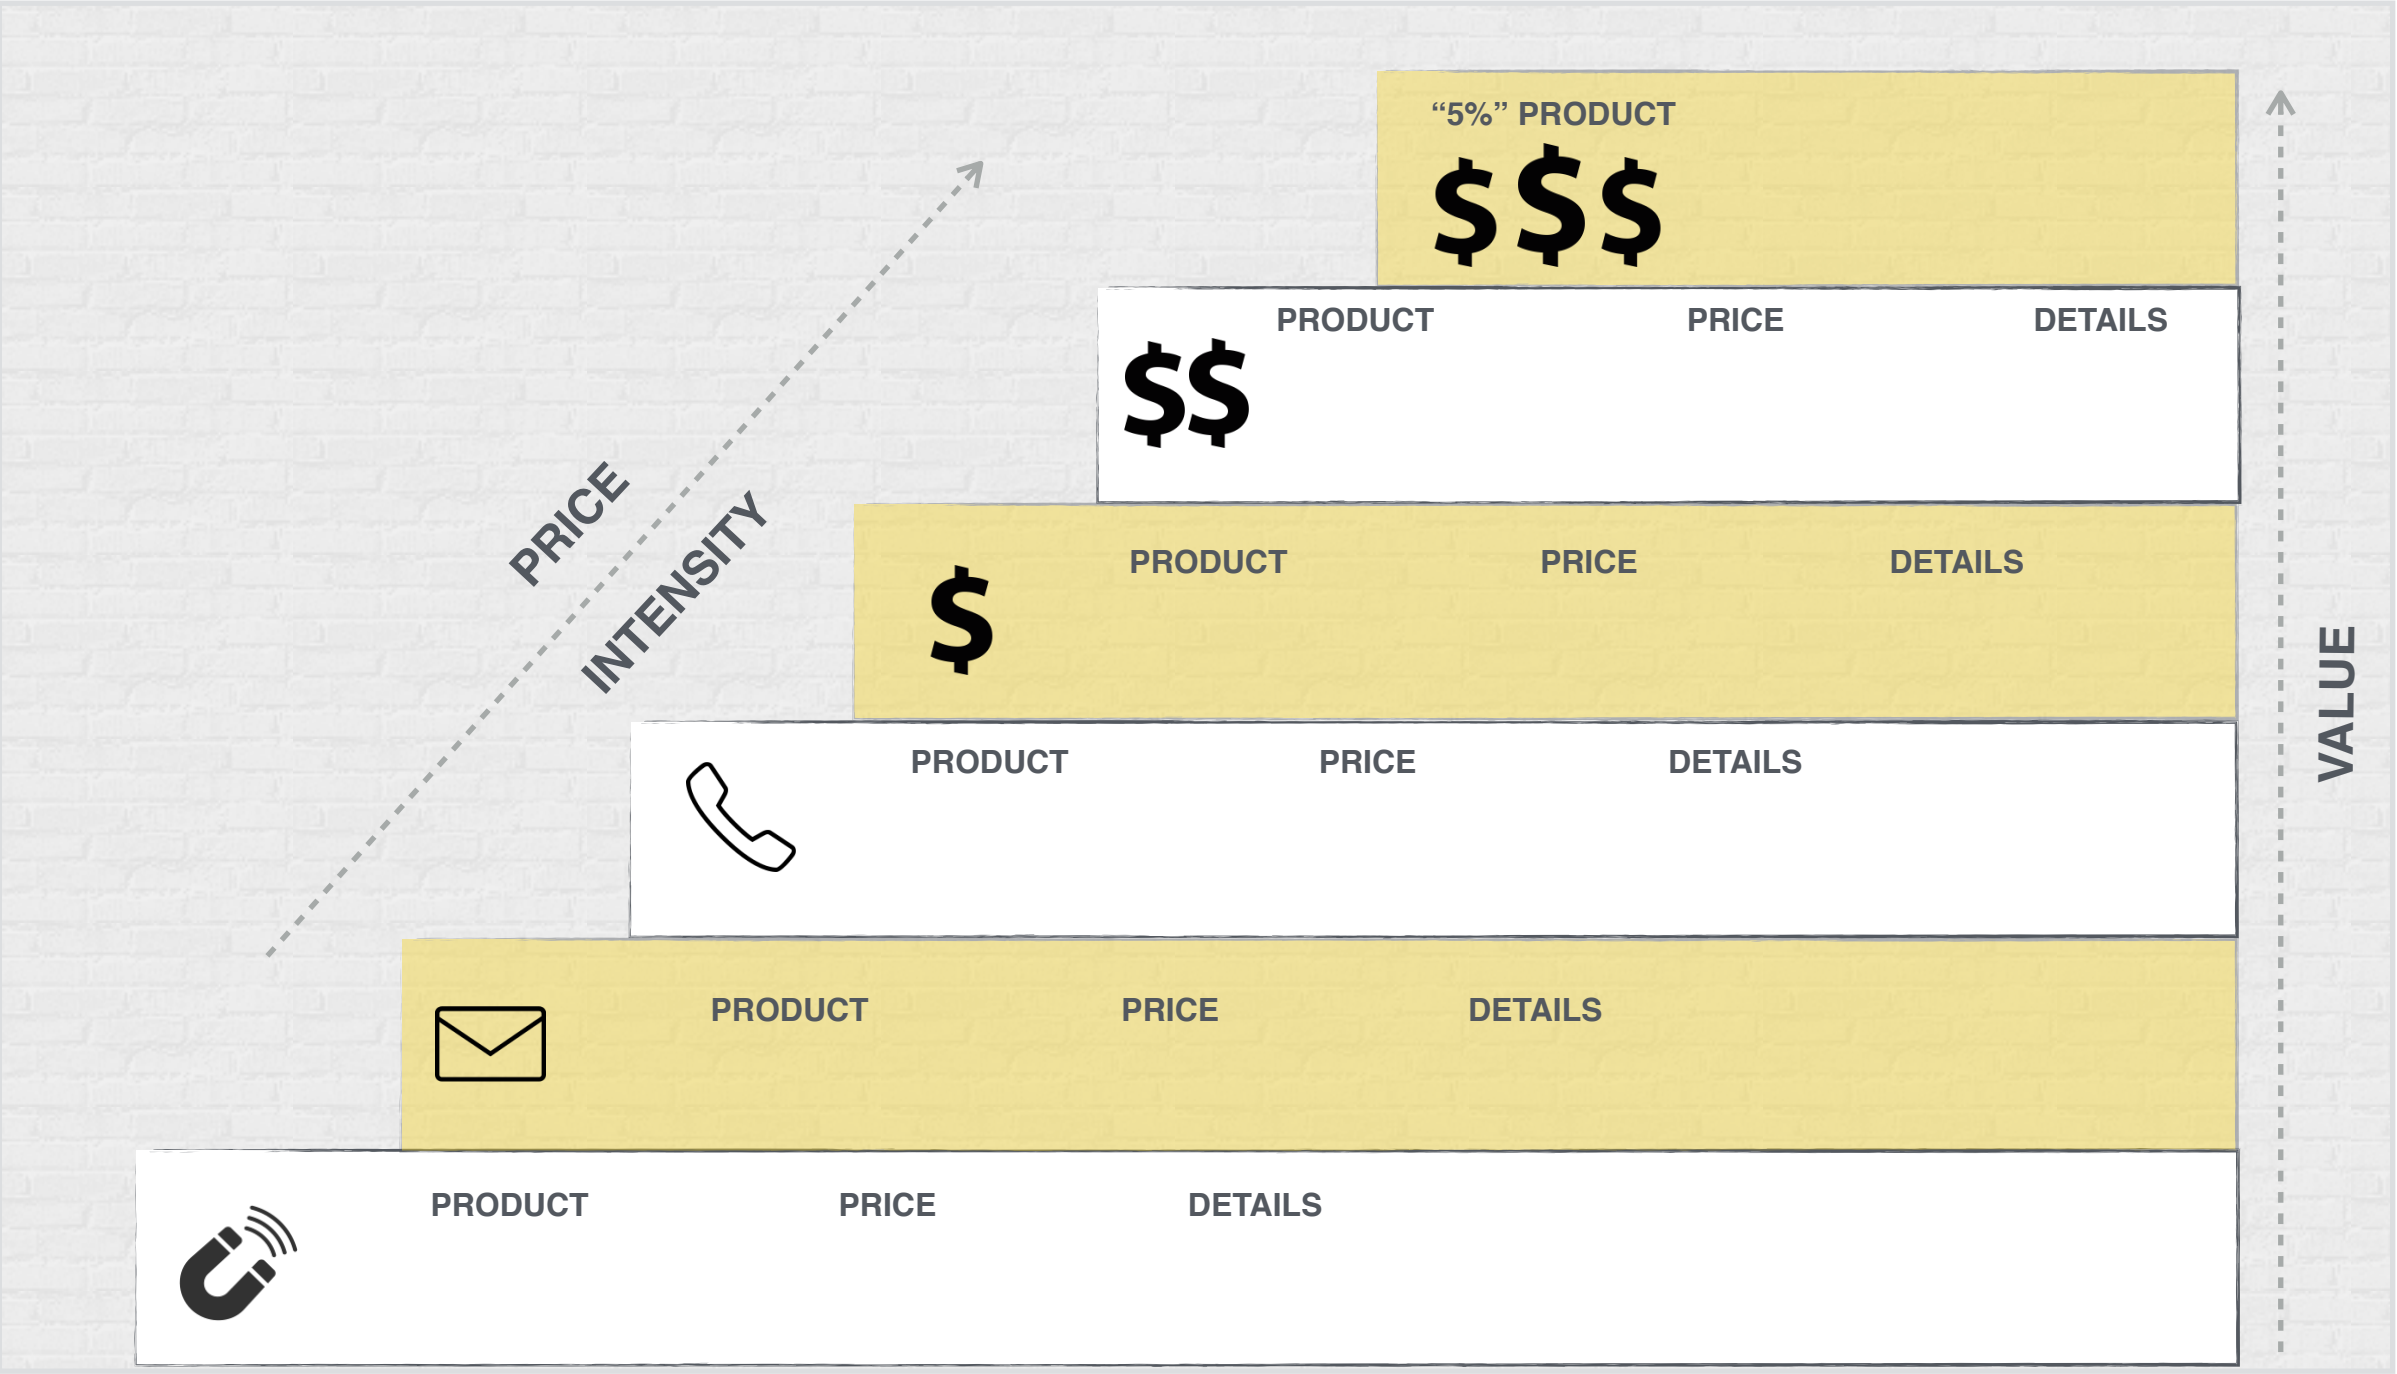 “5%” PRODUCT
$$$
PRODUCT PRICE DETAILS
$$
PRICE
INTENSITY
PRODUCT PRICE DETAILS
$
VALUE
PRODUCT PRICE DETAILS
PRODUCT PRICE DETAILS
PRODUCT PRICE DETAILS